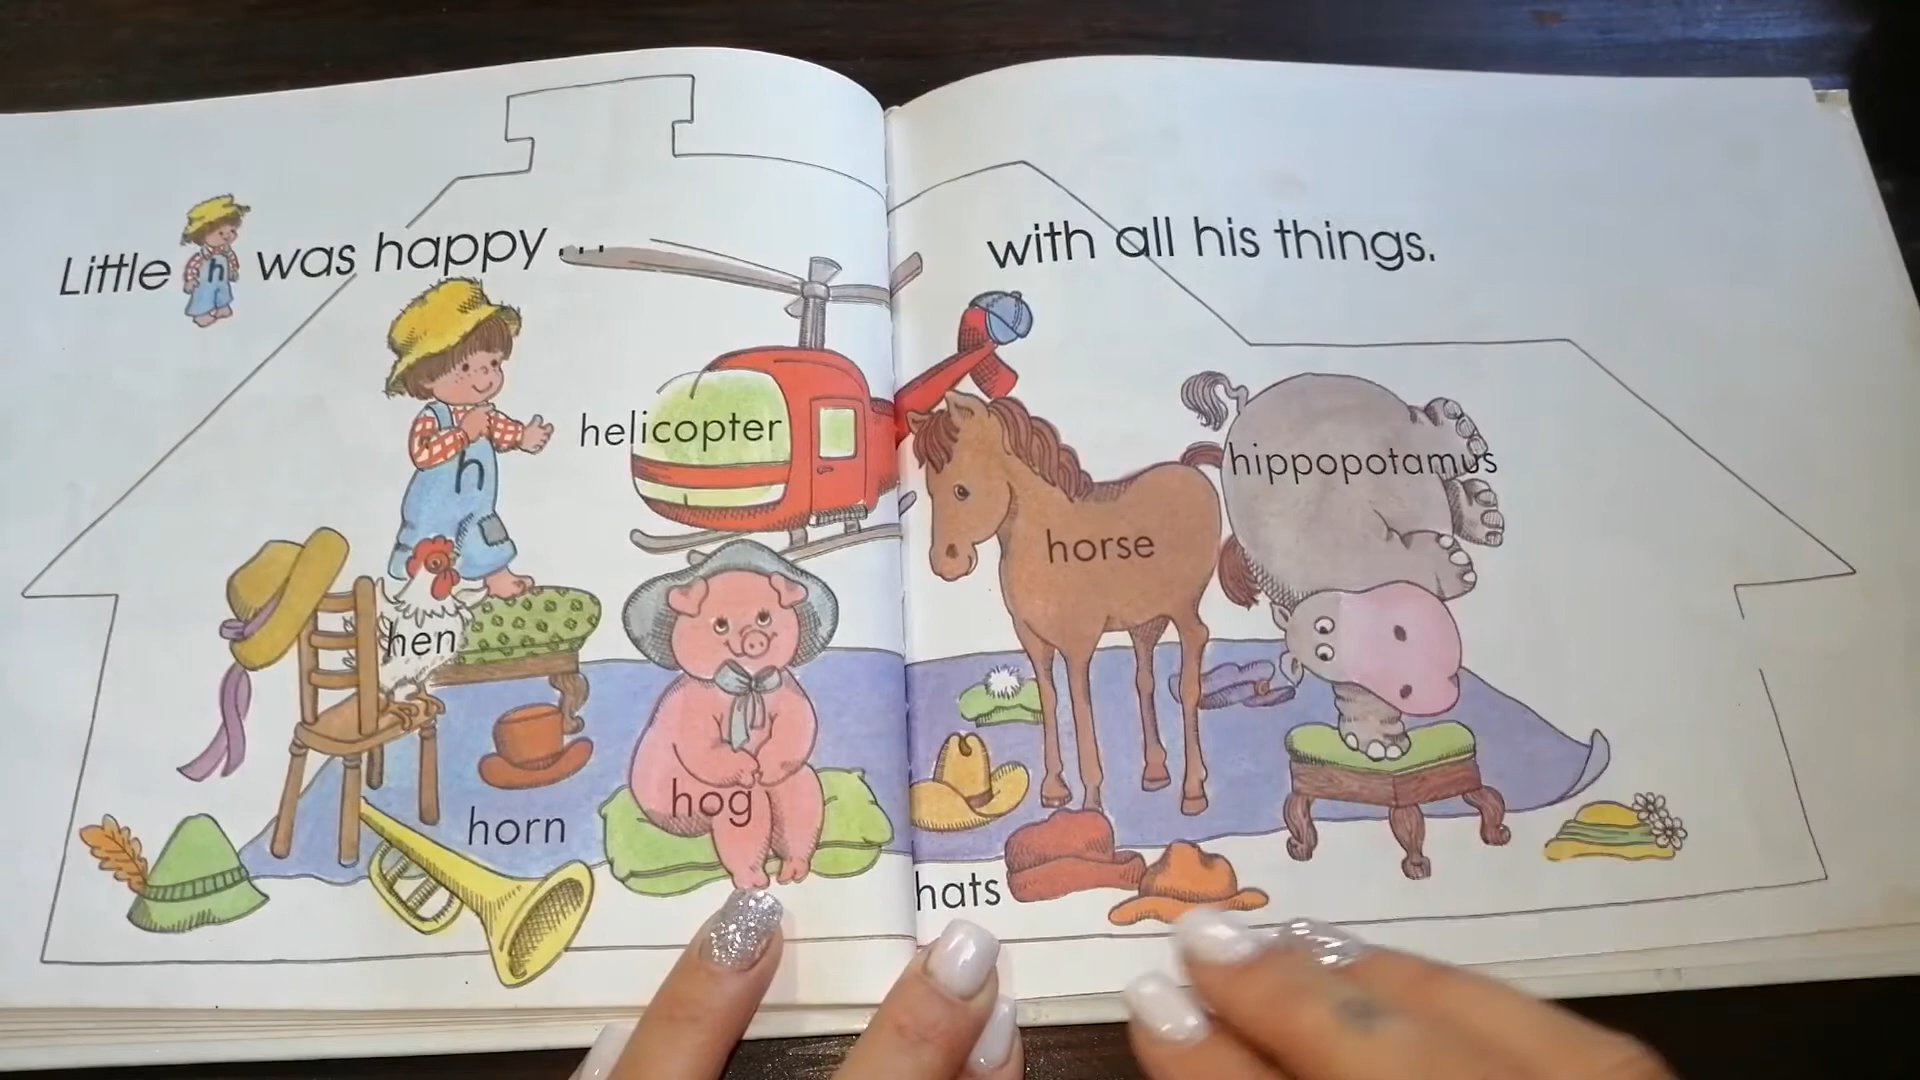 Little h was happy... with all his things.
h
helicopter
hippopotamus
horse
hen
hog
horn
hats